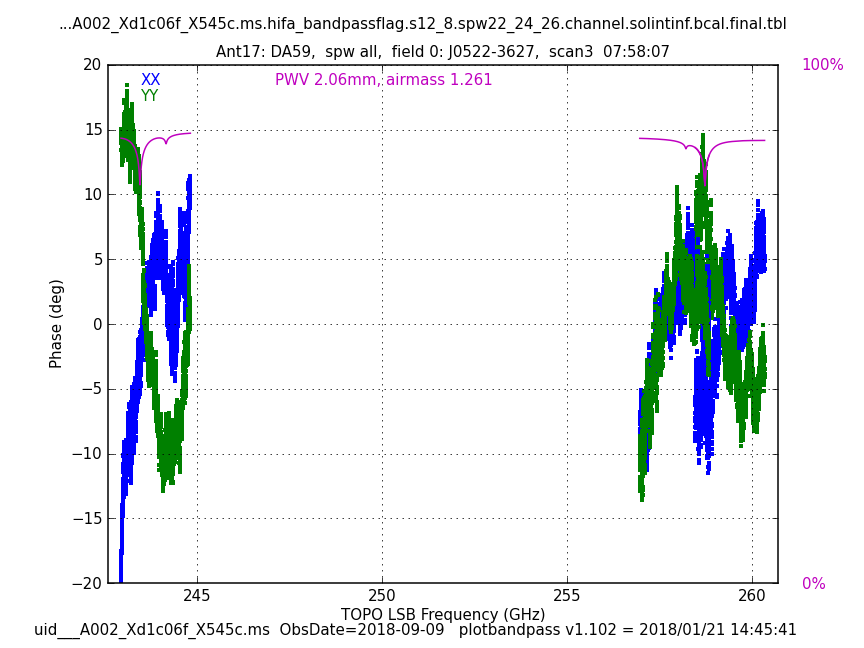 ...A002_Xd1c06f_X545c.ms.hifa_bandpassflag.s12_8.spw22_24_26.channel.solintinf.bcal.final.tbl
Ant17: DA59,  spw all,  field 0: J0522-3627,  scan3  07:58:07
20
XX
PWV 2.06mm, airmass 1.261
100%
YY
15
10
5
0
Phase (deg)
−5
−10
−15
−20
0%
245
250
255
260
TOPO LSB Frequency (GHz)
uid___A002_Xd1c06f_X545c.ms  ObsDate=2018-09-09   plotbandpass v1.102 = 2018/01/21 14:45:41